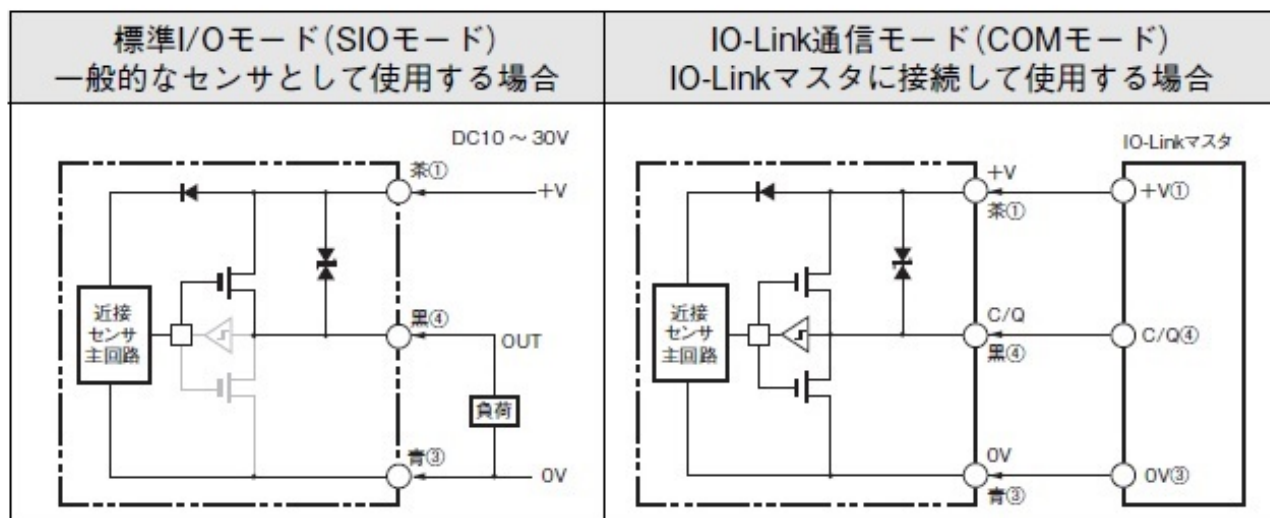 標準I/Oモード(SIOモード)
一般的なセンサとして使用する場合
IO-Link通信モード(COMモード)
IO-Linkマスタに接続して使用する場合
DC10～30V
茶①
+V
近接
センサ
主回路
黒④
OUT
負荷
青③
0V
IO-Linkマスタ
+V
茶①
+V①
近接
センサ
主回路
C/Q
黒④
C/Q④
0V
青③
0V③